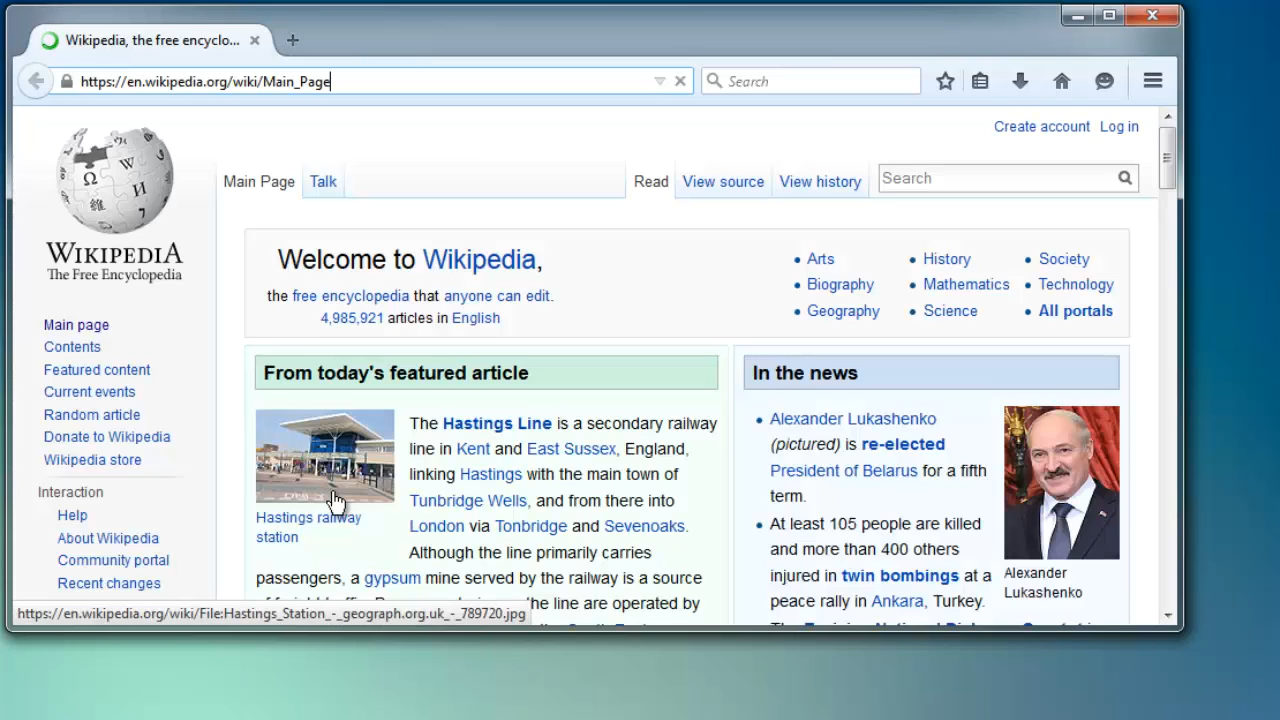 Wikipedia, the free encyclo...
https://en.wikipedia.org/wiki/Main_Page
Search
Create account Log in
Main Page Talk Read View source View history Search
WIKIPEDIA
The Free Encyclopedia
Welcome to Wikipedia,
the free encyclopedia that anyone can edit.
4,985,921 articles in English
Arts
Biography
Geography
History
Mathematics
Science
Society
Technology
All portals
Main page
Contents
Featured content
Current events
Random article
Donate to Wikipedia
Wikipedia store
Interaction
Help
About Wikipedia
Community portal
Recent changes
From today's featured article
Hastings railway
station
The Hastings Line is a secondary railway
line in Kent and East Sussex, England,
linking Hastings with the main town of
Tunbridge Wells, and from there into
London via Tonbridge and Sevenoaks.
Although the line primarily carries
passengers, a gypsum mine served by the railway is a source
the line are operated by
In the news
Alexander Lukashenko
(pictured) is re-elected
President of Belarus for a fifth
term.
At least 105 people are killed
and more than 400 others
injured in twin bombings at a
peace rally in Ankara, Turkey.
Alexander
Lukashenko
https://en.wikipedia.org/wiki/File:Hastings_Station_-_geograph.org.uk_-_789720.jpg